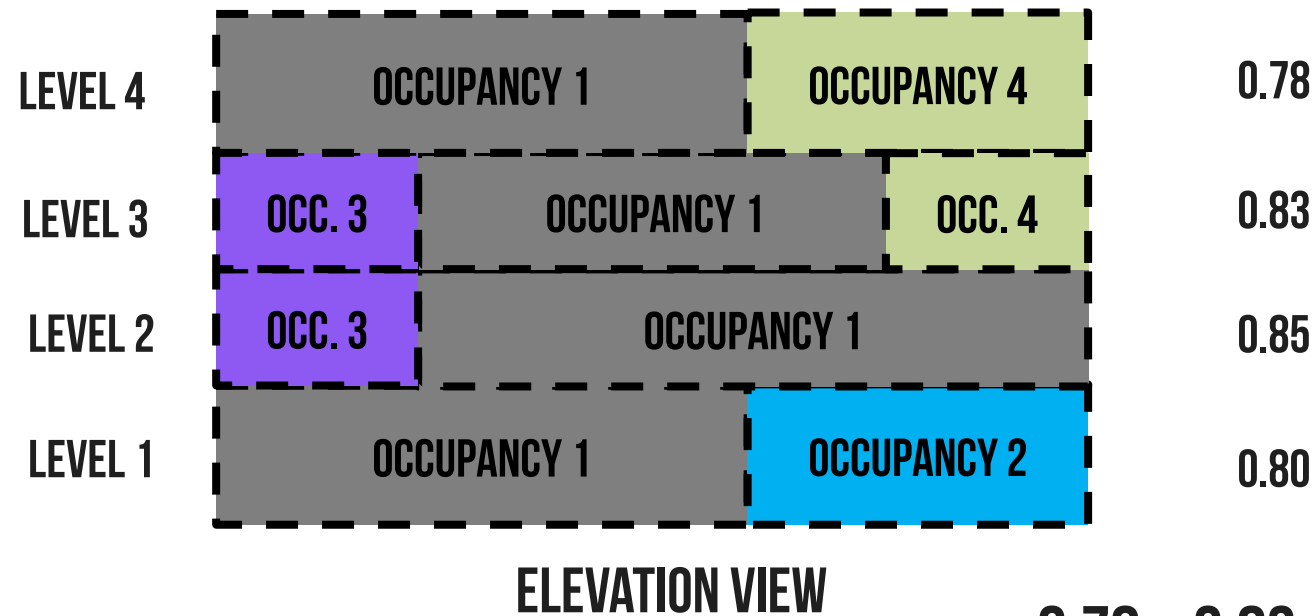 LEVEL 4 OCCUPANCY 1 OCCUPANCY 4 0.78
LEVEL 3 OCC. 3 OCCUPANCY 1 OCC. 4 0.83
LEVEL 2 OCC. 3 OCCUPANCY 1 0.85
LEVEL 1 OCCUPANCY 1 OCCUPANCY 2 0.80
ELEVATION VIEW